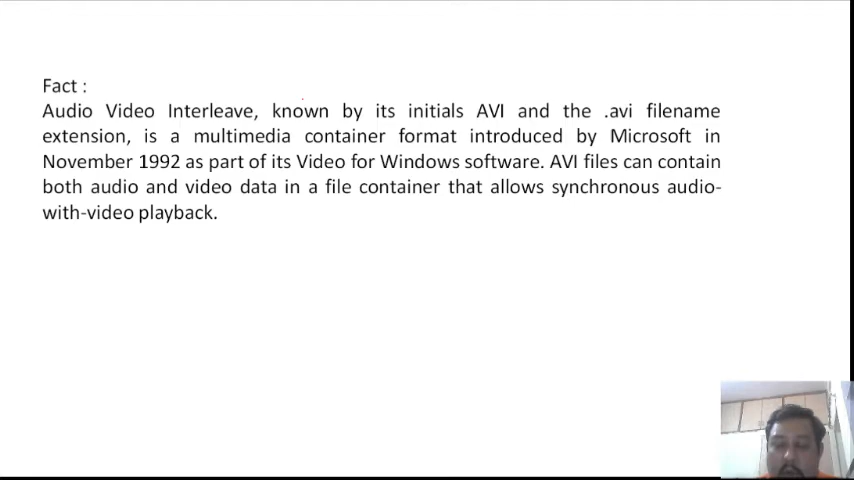 Fact :
Audio Video Interleave, known by its initials AVI and the .avi filename
extension, is a multimedia container format introduced by Microsoft in
November 1992 as part of its Video for Windows software. AVI files can contain
both audio and video data in a file container that allows synchronous audio-
with-video playback.